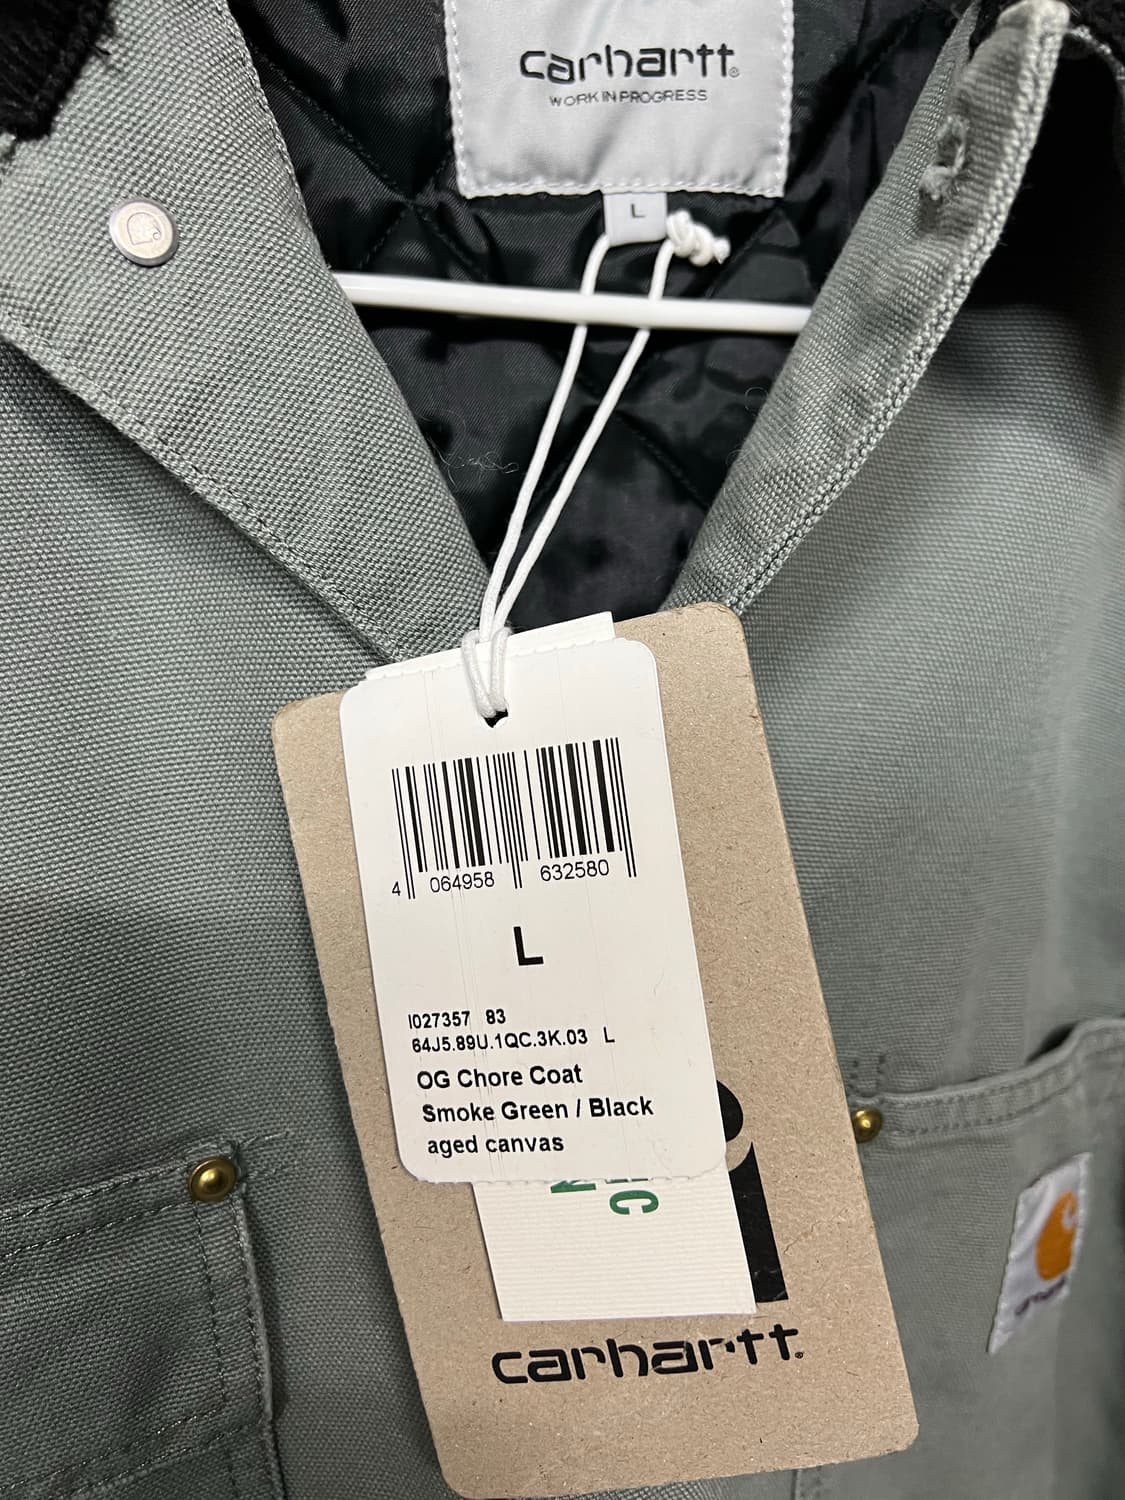 carhartt®
WORK IN PROGRESS
L
4 064958 632580
L
I027357 83
64J5.89U.1QC.3K.03 L
OG Chore Coat
Smoke Green / Black
aged canvas
carhartt®